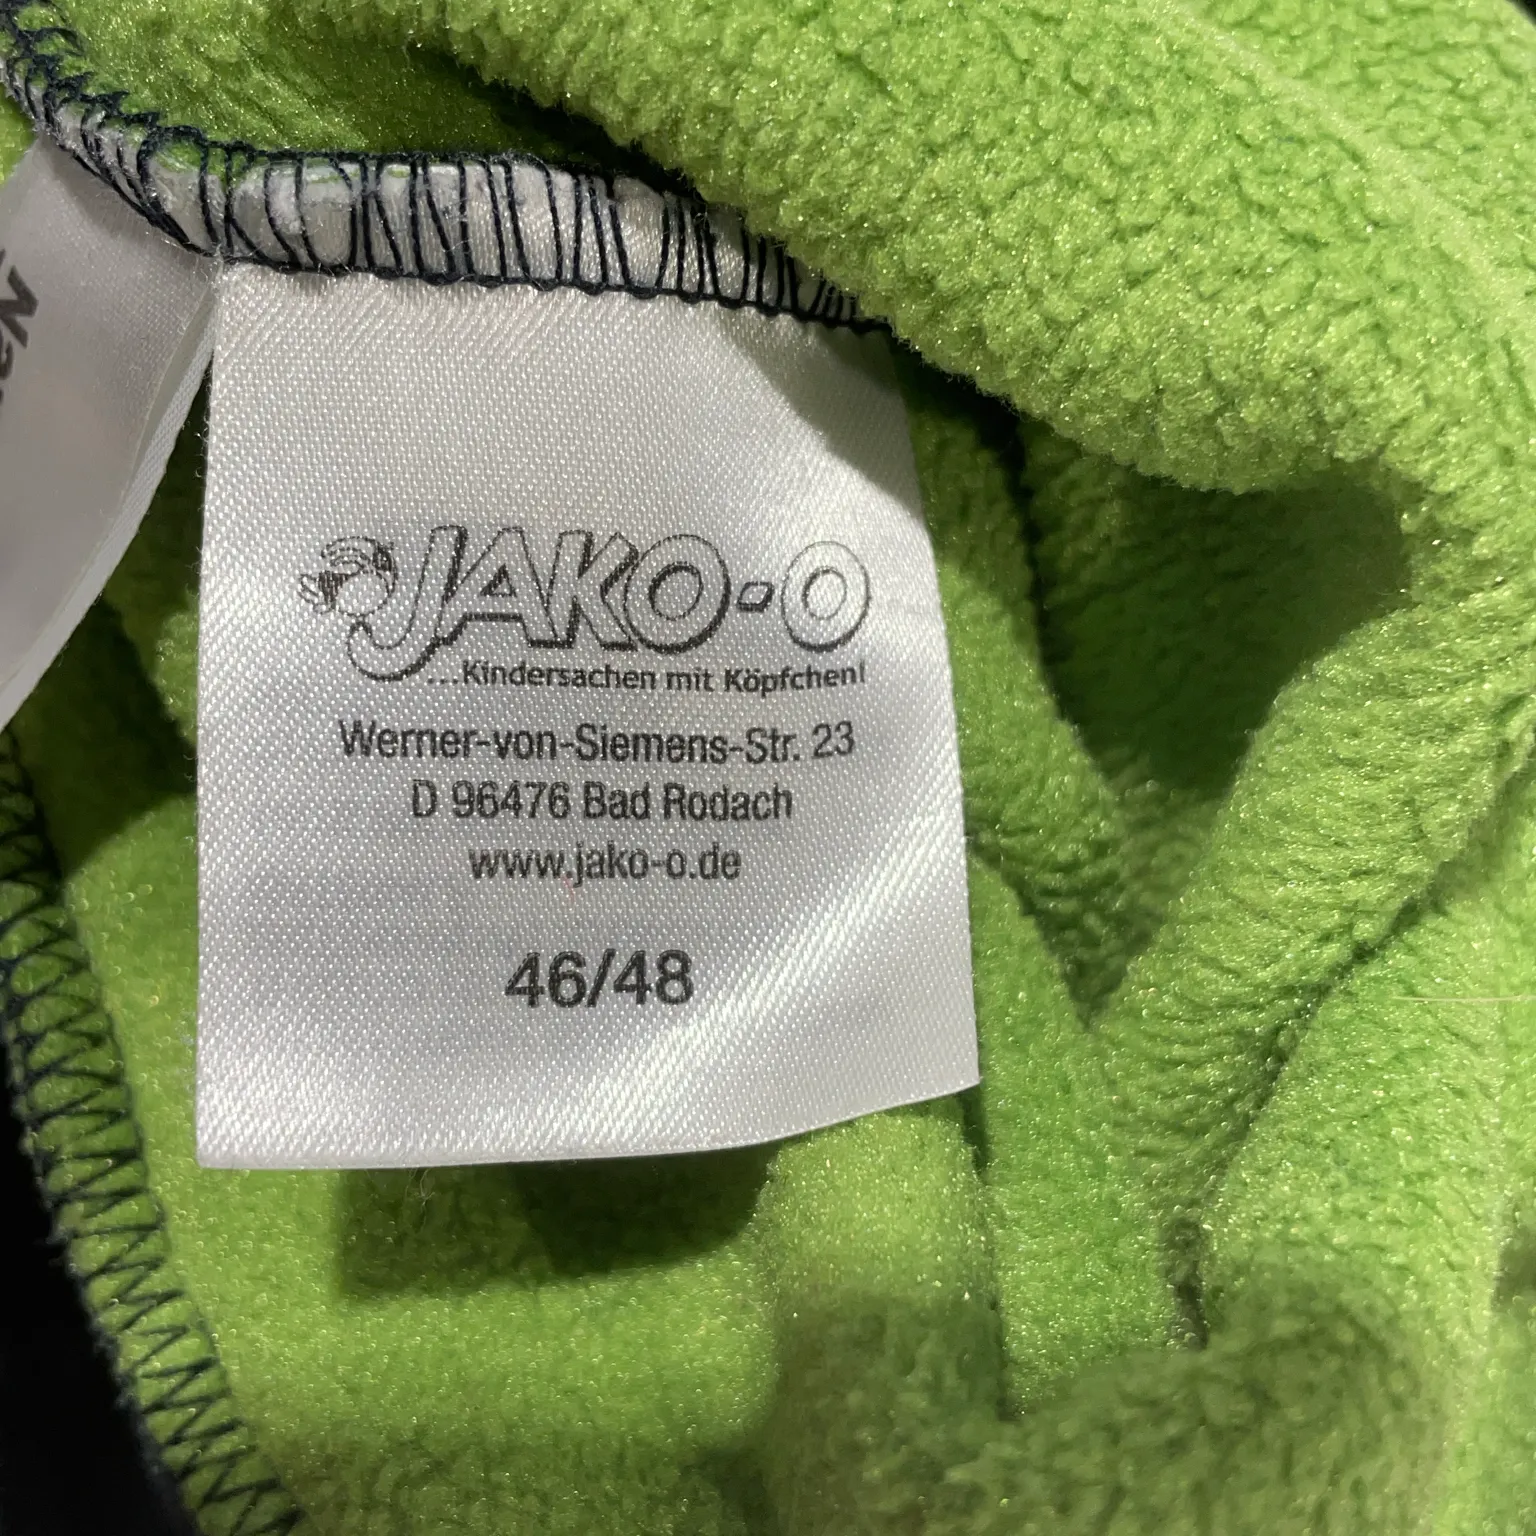 JAKO-O
...Kindersachen mit Köpfchen!
Werner-von-Siemens-Str. 23
D 96476 Bad Rodach
www.jako-o.de
46/48